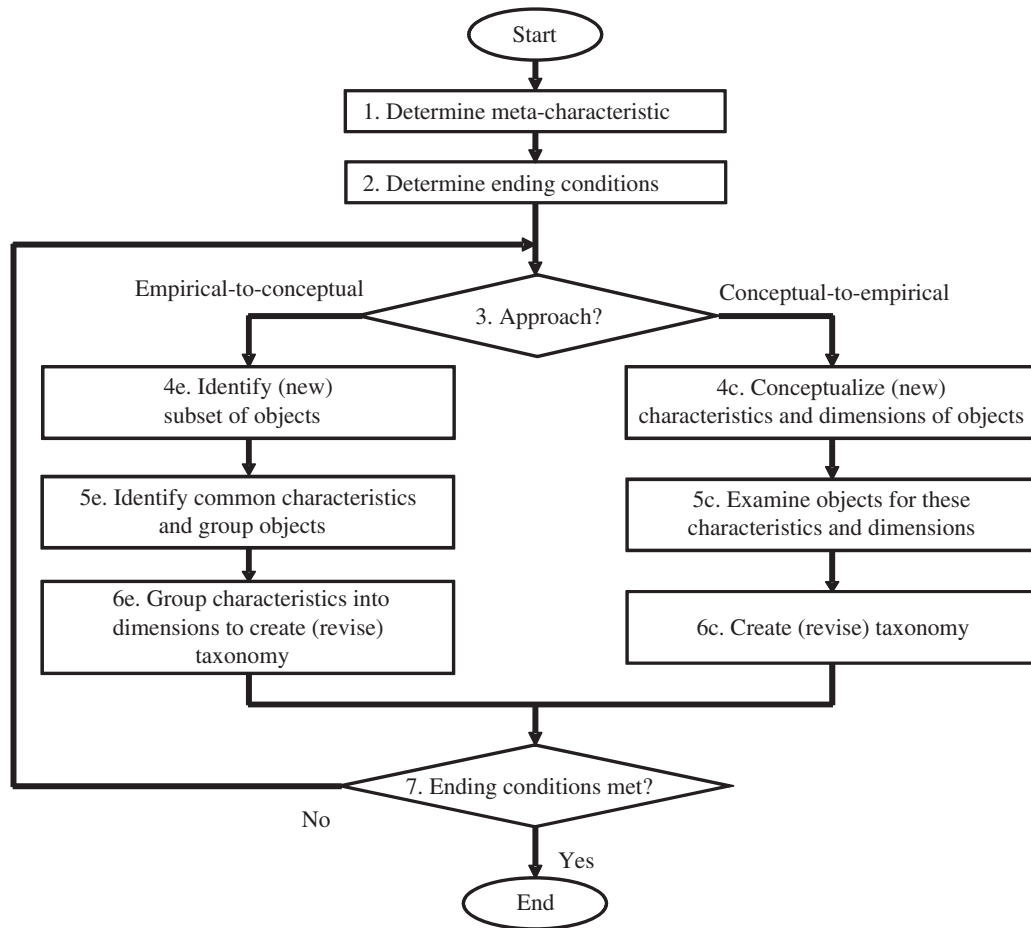 Start
1. Determine meta-characteristic
2. Determine ending conditions
Empirical-to-conceptual
Conceptual-to-empirical
3. Approach?
4e. Identify (new)
subset of objects
4c. Conceptualize (new)
characteristics and dimensions of objects
5e. Identify common characteristics
and group objects
5c. Examine objects for these
characteristics and dimensions
6e. Group characteristics into
dimensions to create (revise)
taxonomy
6c. Create (revise) taxonomy
7. Ending conditions met?
No
Yes
End